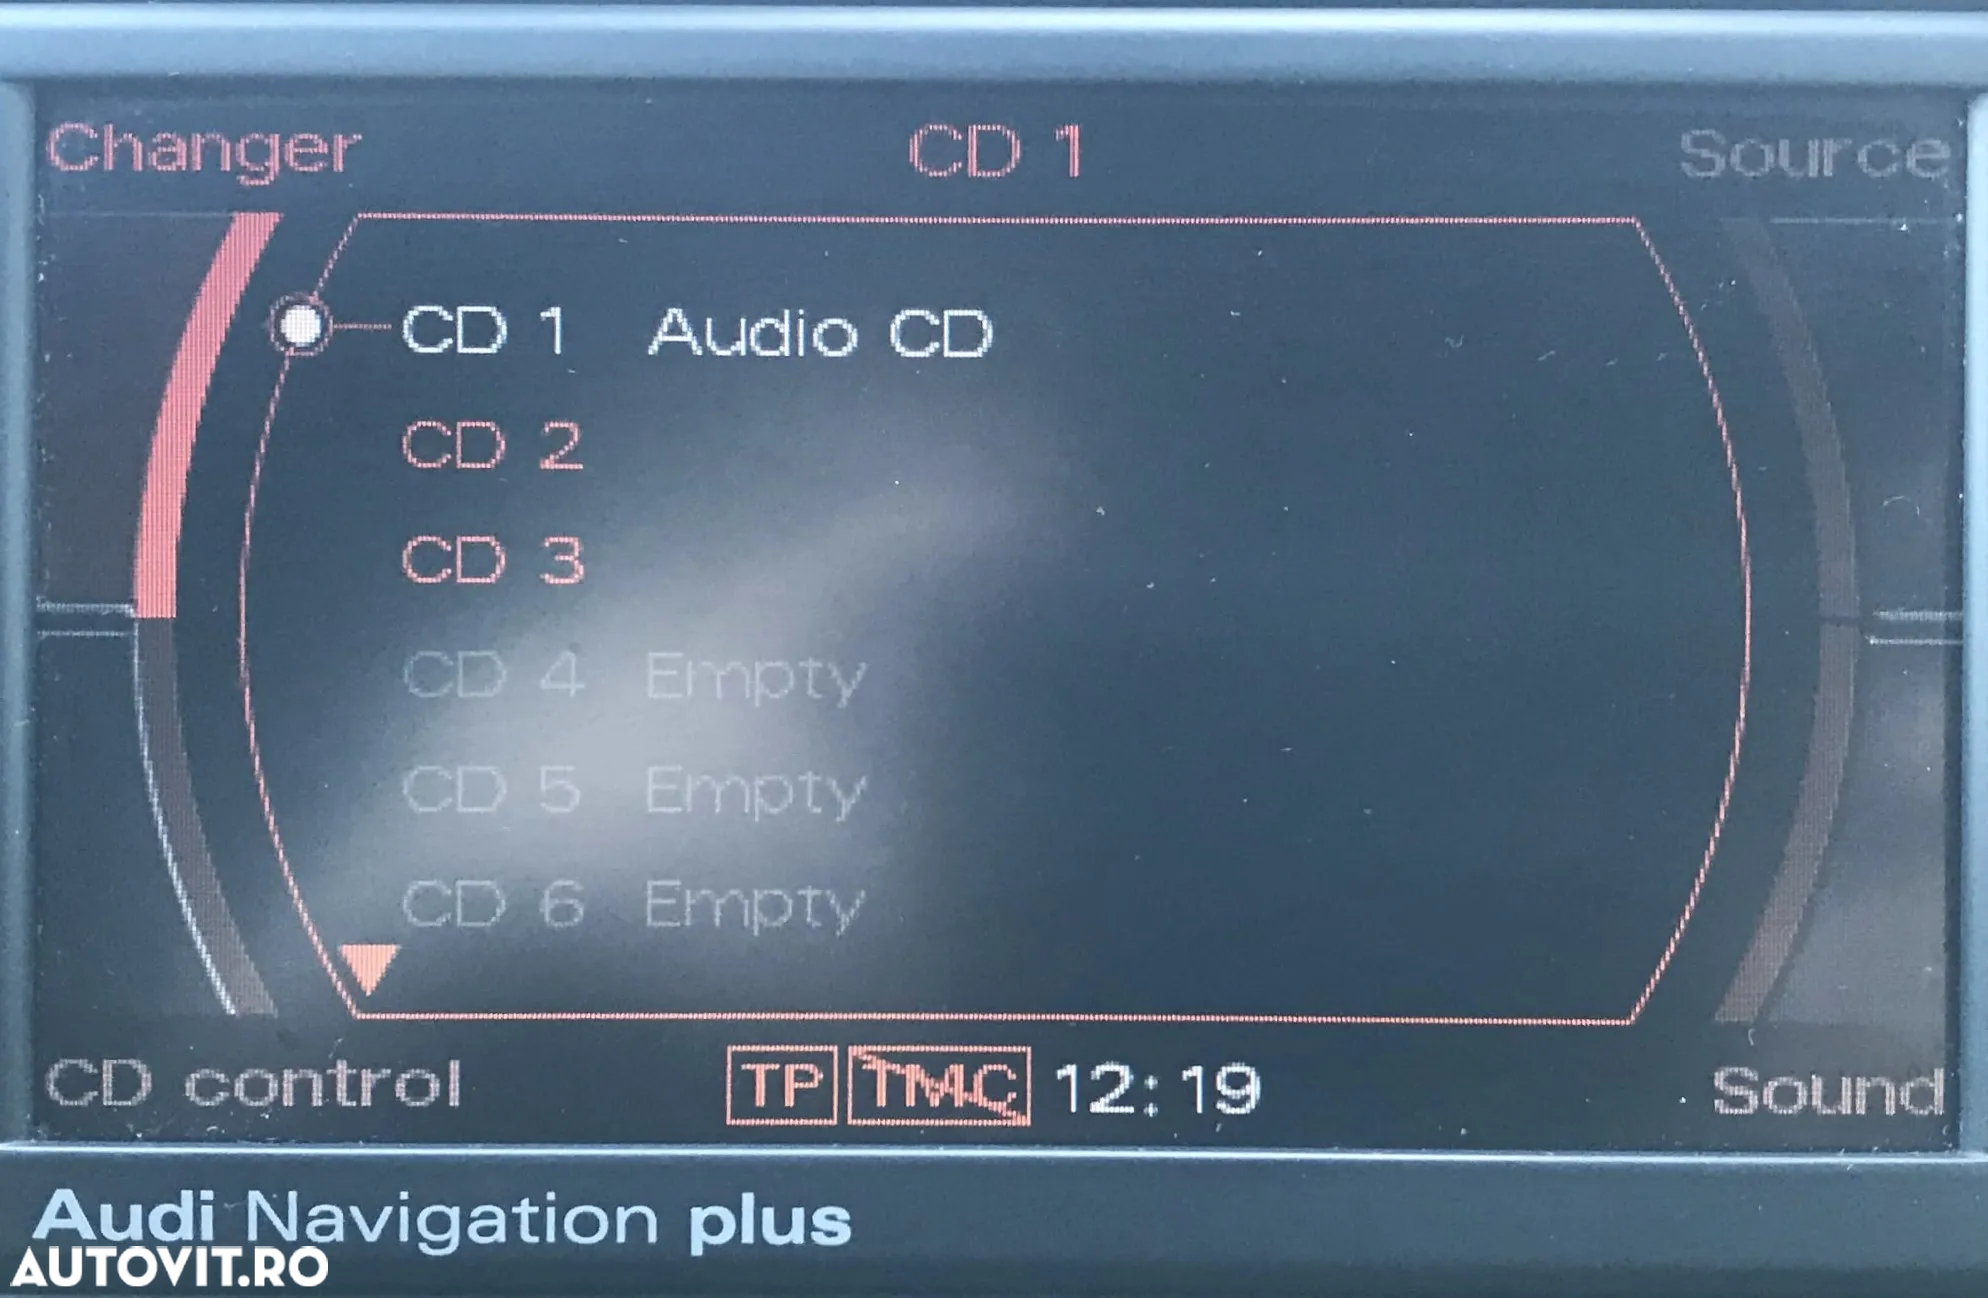 Changer CD 1 Source
CD 1 Audio CD
CD 2
CD 3
CD 4 Empty
CD 5 Empty
CD 6 Empty
CD control TP TMC 12:19 Sound
Audi Navigation plus
AUTOVIT.RO